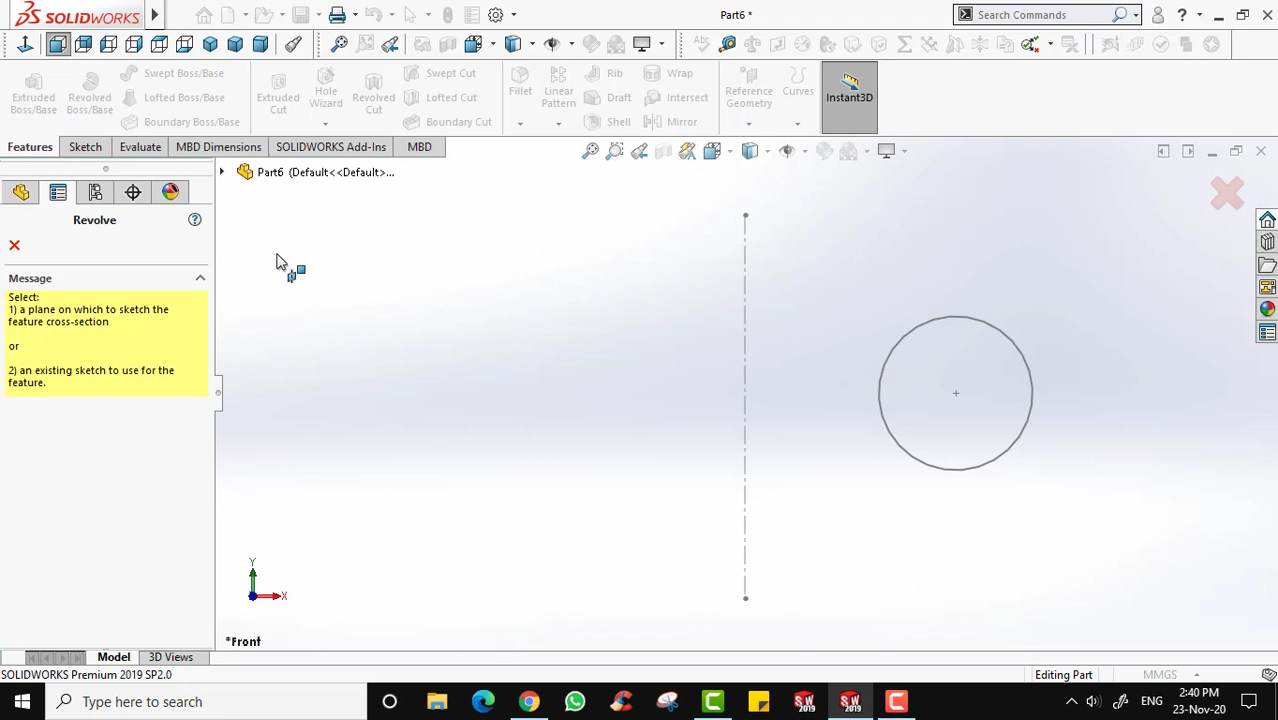 SOLIDWORKS
Part6 *
Search Commands
?
Extruded Boss/Base
Revolved Boss/Base
Swept Boss/Base
Lofted Boss/Base
Boundary Boss/Base
Extruded Cut
Hole Wizard
Revolved Cut
Swept Cut
Lofted Cut
Boundary Cut
Fillet
Linear Pattern
Rib
Draft
Shell
Wrap
Intersect
Mirror
Reference Geometry
Curves
Instant3D
Features
Sketch
Evaluate
MBD Dimensions
SOLIDWORKS Add-Ins
MBD
Part6 (Default<<Default>...
Revolve
Message
Select:
1) a plane on which to sketch the
feature cross-section
or
2) an existing sketch to use for the
feature.
Y
X
*Front
Model
3D Views
SOLIDWORKS Premium 2019 SP2.0
Editing Part
MMGS
Type here to search
SW 2019
SW 2019
ENG
2:40 PM
23-Nov-20